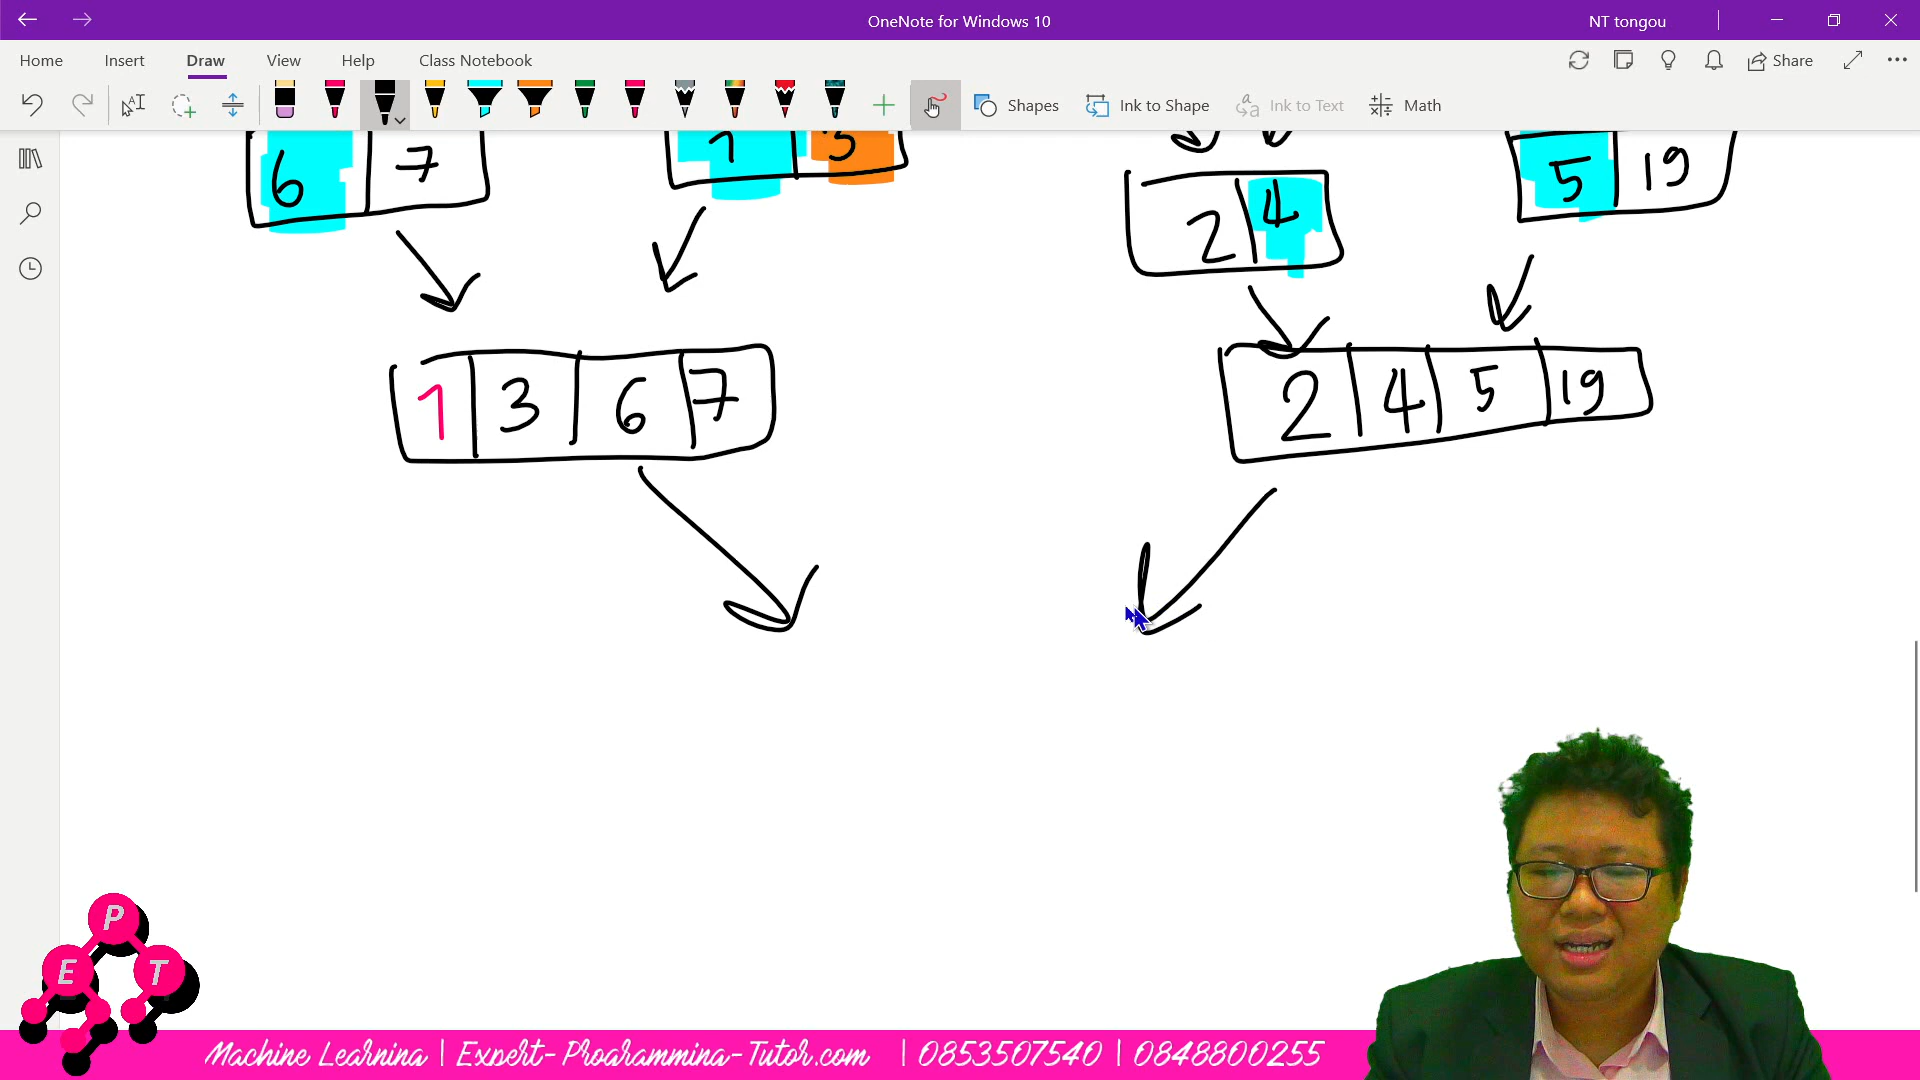 OneNote for Windows 10
NT tongou
Home Insert Draw View Help Class Notebook
Share
Shapes Ink to Shape Ink to Text Math
6 7
1 3
2 4
5 19
1 3 6 7
2 4 5 19
P
E T
Machine Learning | Expert-Programming-Tutor.com | 0853507540 | 0848800255